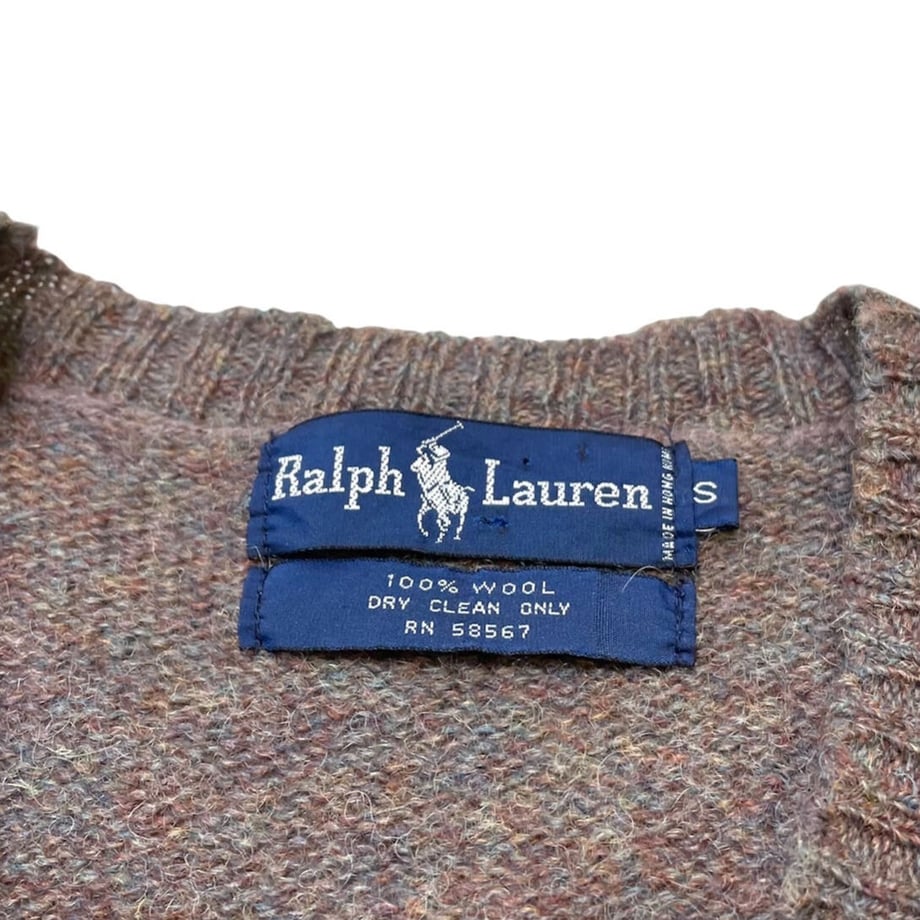 Ralph Lauren
MADE IN HONG KONG
S
100% WOOL
DRY CLEAN ONLY
RN 58567